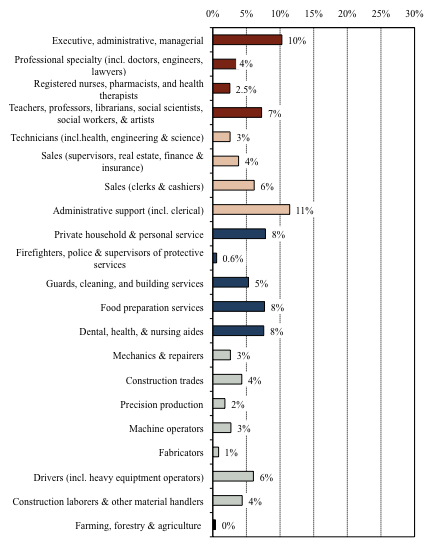 0% 5% 10% 15% 20% 25% 30%
Executive, administrative, managerial 10%
Professional specialty (incl. doctors, engineers,
lawyers) 4%
Registered nurses, pharmacists, and health
therapists 2.5%
Teachers, professors, librarians, social scientists,
social workers, & artists 7%
Technicians (incl.health, engineering & science) 3%
Sales (supervisors, real estate, finance &
insurance) 4%
Sales (clerks & cashiers) 6%
Administrative support (incl. clerical) 11%
Private household & personal service 8%
Firefighters, police & supervisors of protective
services 0.6%
Guards, cleaning, and building services 5%
Food preparation services 8%
Dental, health, & nursing aides 8%
Mechanics & repairers 3%
Construction trades 4%
Precision production 2%
Machine operators 3%
Fabricators 1%
Drivers (incl. heavy equiptment operators) 6%
Construction laborers & other material handlers 4%
Farming, forestry & agriculture 0%